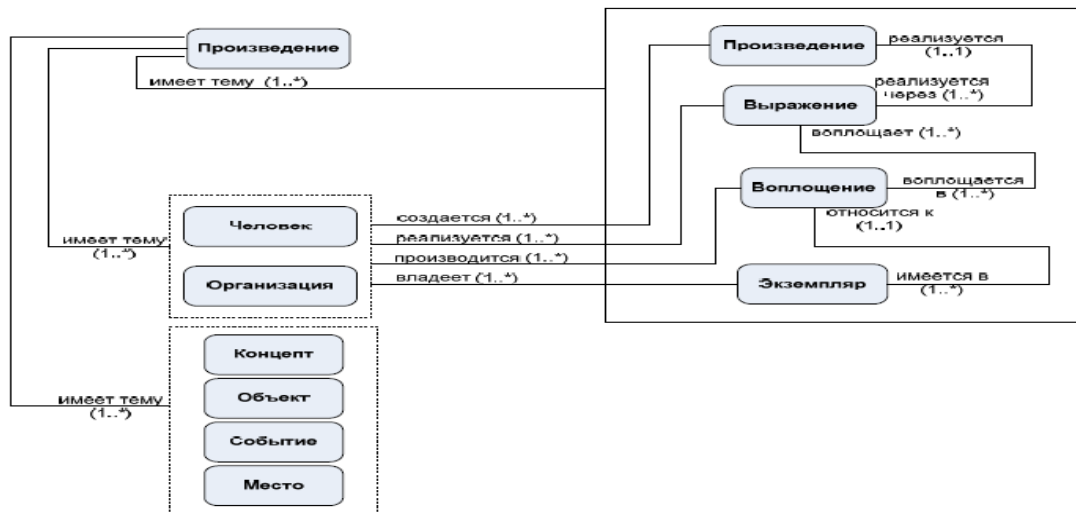 Произведение
имеет тему (1..*)
Произведение
реализуется
(1..1)
реализуется
через (1..*)
Выражение
воплощает (1..*)
Воплощение
воплощается
в (1..*)
относится к
(1..1)
Экземпляр
имеется в
(1..*)
Человек
Организация
создается (1..*)
реализуется (1..*)
производится (1..*)
владеет (1..*)
имеет тему
(1..*)
Концепт
Объект
Событие
Место
имеет тему
(1..*)